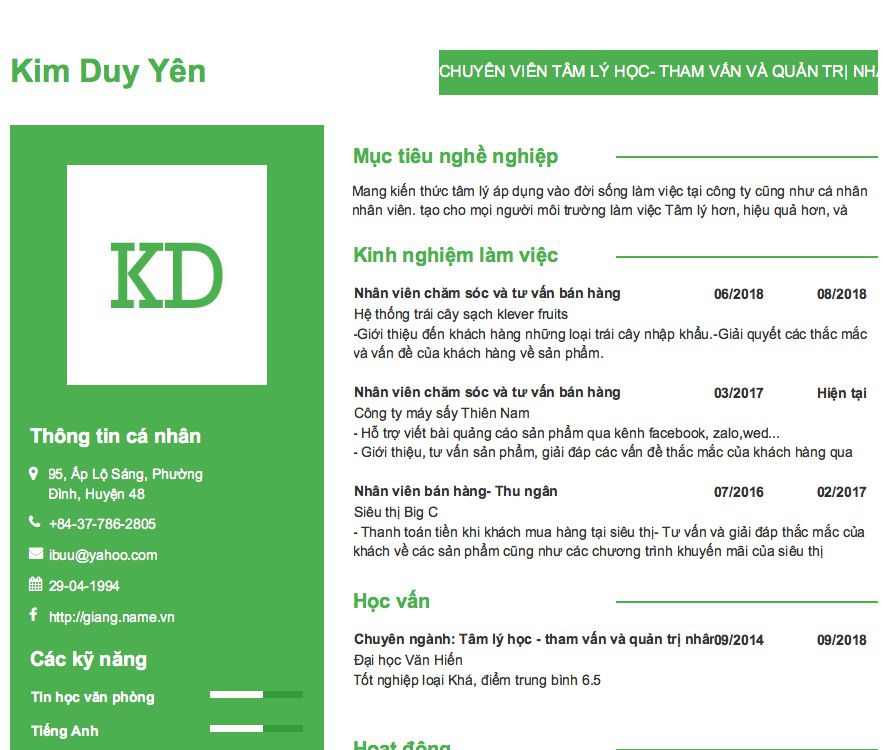 Kim Duy Yên
CHUYÊN VIÊN TÂM LÝ HỌC- THAM VẤN VÀ QUẢN TRỊ
KD
Thông tin cá nhân
95, Ấp Lộ Sáng, Phường
Đình, Huyện 48
+84-37-786-2805
ibuu@yahoo.com
29-04-1994
http://giang.name.vn
Các kỹ năng
Tin học văn phòng
Tiếng Anh
Mục tiêu nghề nghiệp
Mang kiến thức tâm lý áp dụng vào đời sống làm việc tại công ty cũng như cá nhân
nhân viên. tạo cho mọi người môi trường làm việc Tâm lý hơn, hiệu quả hơn, và
Kinh nghiệm làm việc
Nhân viên chăm sóc và tư vấn bán hàng 06/2018 08/2018
Hệ thống trái cây sạch klever fruits
-Giới thiệu đến khách hàng những loại trái cây nhập khẩu.-Giải quyết các thắc mắc
và vấn đề của khách hàng về sản phẩm.
Nhân viên chăm sóc và tư vấn bán hàng 03/2017 Hiện tại
Công ty máy sấy Thiên Nam
- Hỗ trợ viết bài quảng cáo sản phẩm qua kênh facebook, zalo,wed...
- Giới thiệu, tư vấn sản phẩm, giải đáp các vấn đề thắc mắc của khách hàng qua
Nhân viên bán hàng- Thu ngân 07/2016 02/2017
Siêu thị Big C
- Thanh toán tiền khi khách mua hàng tại siêu thị- Tư vấn và giải đáp thắc mắc của
khách về các sản phẩm cũng như các chương trình khuyến mãi của siêu thị
Học vấn
Chuyên ngành: Tâm lý học - tham vấn và quản trị nhân 09/2014 09/2018
Đại học Văn Hiến
Tốt nghiệp loại Khá, điểm trung bình 6.5
Hoạt động